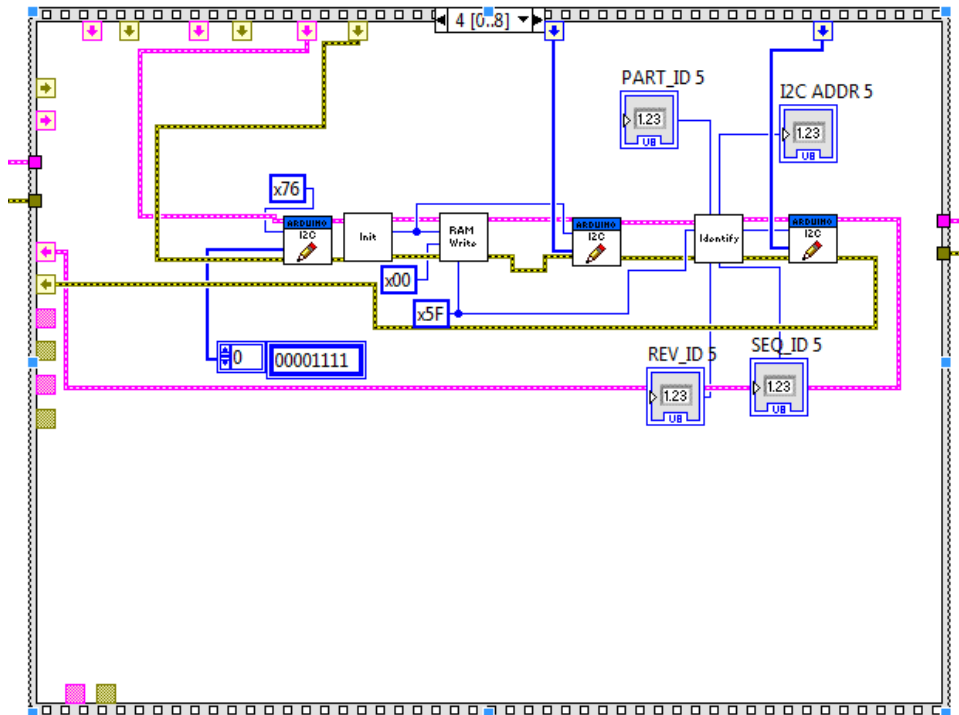 4 [0..8]
PART_ID 5
1.23
U8
I2C ADDR 5
1.23
U8
x76
ARDUINO
I2C
Init
RAM
Write
ARDUINO
I2C
Identify
ARDUINO
I2C
x00
x5F
0
00001111
REV_ID 5
1.23
U8
SEQ_ID 5
1.23
U8